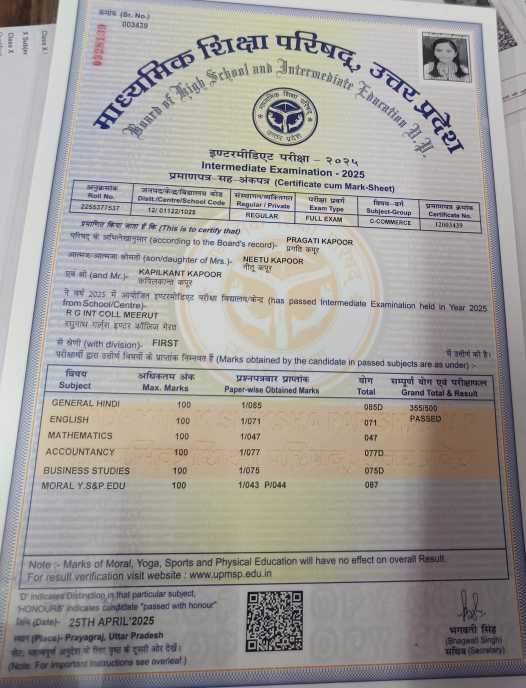 क्रमांक (Sr. No.)
003439
माध्यमिक शिक्षा परिषद्, उत्तर प्रदेश
Board of High School and Intermediate Education U.P.
इण्टरमीडिएट परीक्षा - २०२५
Intermediate Examination - 2025
प्रमाणपत्र सह अंकपत्र (Certificate cum Mark-Sheet)
अनुक्रमांक जनपद/केन्द्र/विद्यालय कोड संस्थागत/व्यक्तिगत परीक्षा प्रकार विषय-वर्ग प्रमाणपत्र क्रमांक
Roll No. Distt./Centre/School Code Regular / Private Exam Type Subject-Group Certificate No.
2255377537 12/ 01122/1025 REGULAR FULL EXAM C-COMMERCE 12003439
प्रमाणित किया जाता है कि (This is to certify that)
परिषद् के अभिलेखानुसार (according to the Board's record)- PRAGATI KAPOOR
प्रगति कपूर
आत्मज/आत्मजा श्रीमती (son/daughter of Mrs.)- NEETU KAPOOR
नीतू कपूर
एवं श्री (and Mr.)- KAPILKANT KAPOOR
कपिलकान्त कपूर
ने वर्ष 2025 में आयोजित इण्टरमीडिएट परीक्षा विद्यालय/केन्द्र (has passed Intermediate Examination held in Year 2025
from School/Centre)-
R G INT COLL MEERUT
रघुनाथ गर्ल्स इण्टर कॉलिज मेरठ
से श्रेणी (with division)- FIRST में उत्तीर्ण की है।
परीक्षार्थी द्वारा उत्तीर्ण विषयों के प्राप्तांक निम्नवत हैं (Marks obtained by the candidate in passed subjects are as under) :-
विषय अधिकतम अंक प्रश्नपत्रवार प्राप्तांक योग सम्पूर्ण योग एवं परीक्षाफल
Subject Max. Marks Paper-wise Obtained Marks Total Grand Total & Result
GENERAL HINDI 100 1/085 085D 355/500
ENGLISH 100 1/071 071 PASSED
MATHEMATICS 100 1/047 047
ACCOUNTANCY 100 1/077 077D
BUSINESS STUDIES 100 1/075 075D
MORAL Y.S&P.EDU 100 1/043 P/044 087
Note :- Marks of Moral, Yoga, Sports and Physical Education will have no effect on overall Result.
For result verification visit website : www.upmsp.edu.in
'D' indicates Distinction in that particular subject,
'HONOURS' indicates candidate "passed with honour"
(Date)- 25TH APRIL'2025
स्थान (Place)- Prayagraj, Uttar Pradesh
नोट: महत्वपूर्ण अनुदेश के लिए पृष्ठ के दूसरी ओर देखें।
(Note: For important Instructions see overleaf )
भगवती सिंह
(Bhagwati Singh)
सचिव (Secretary)